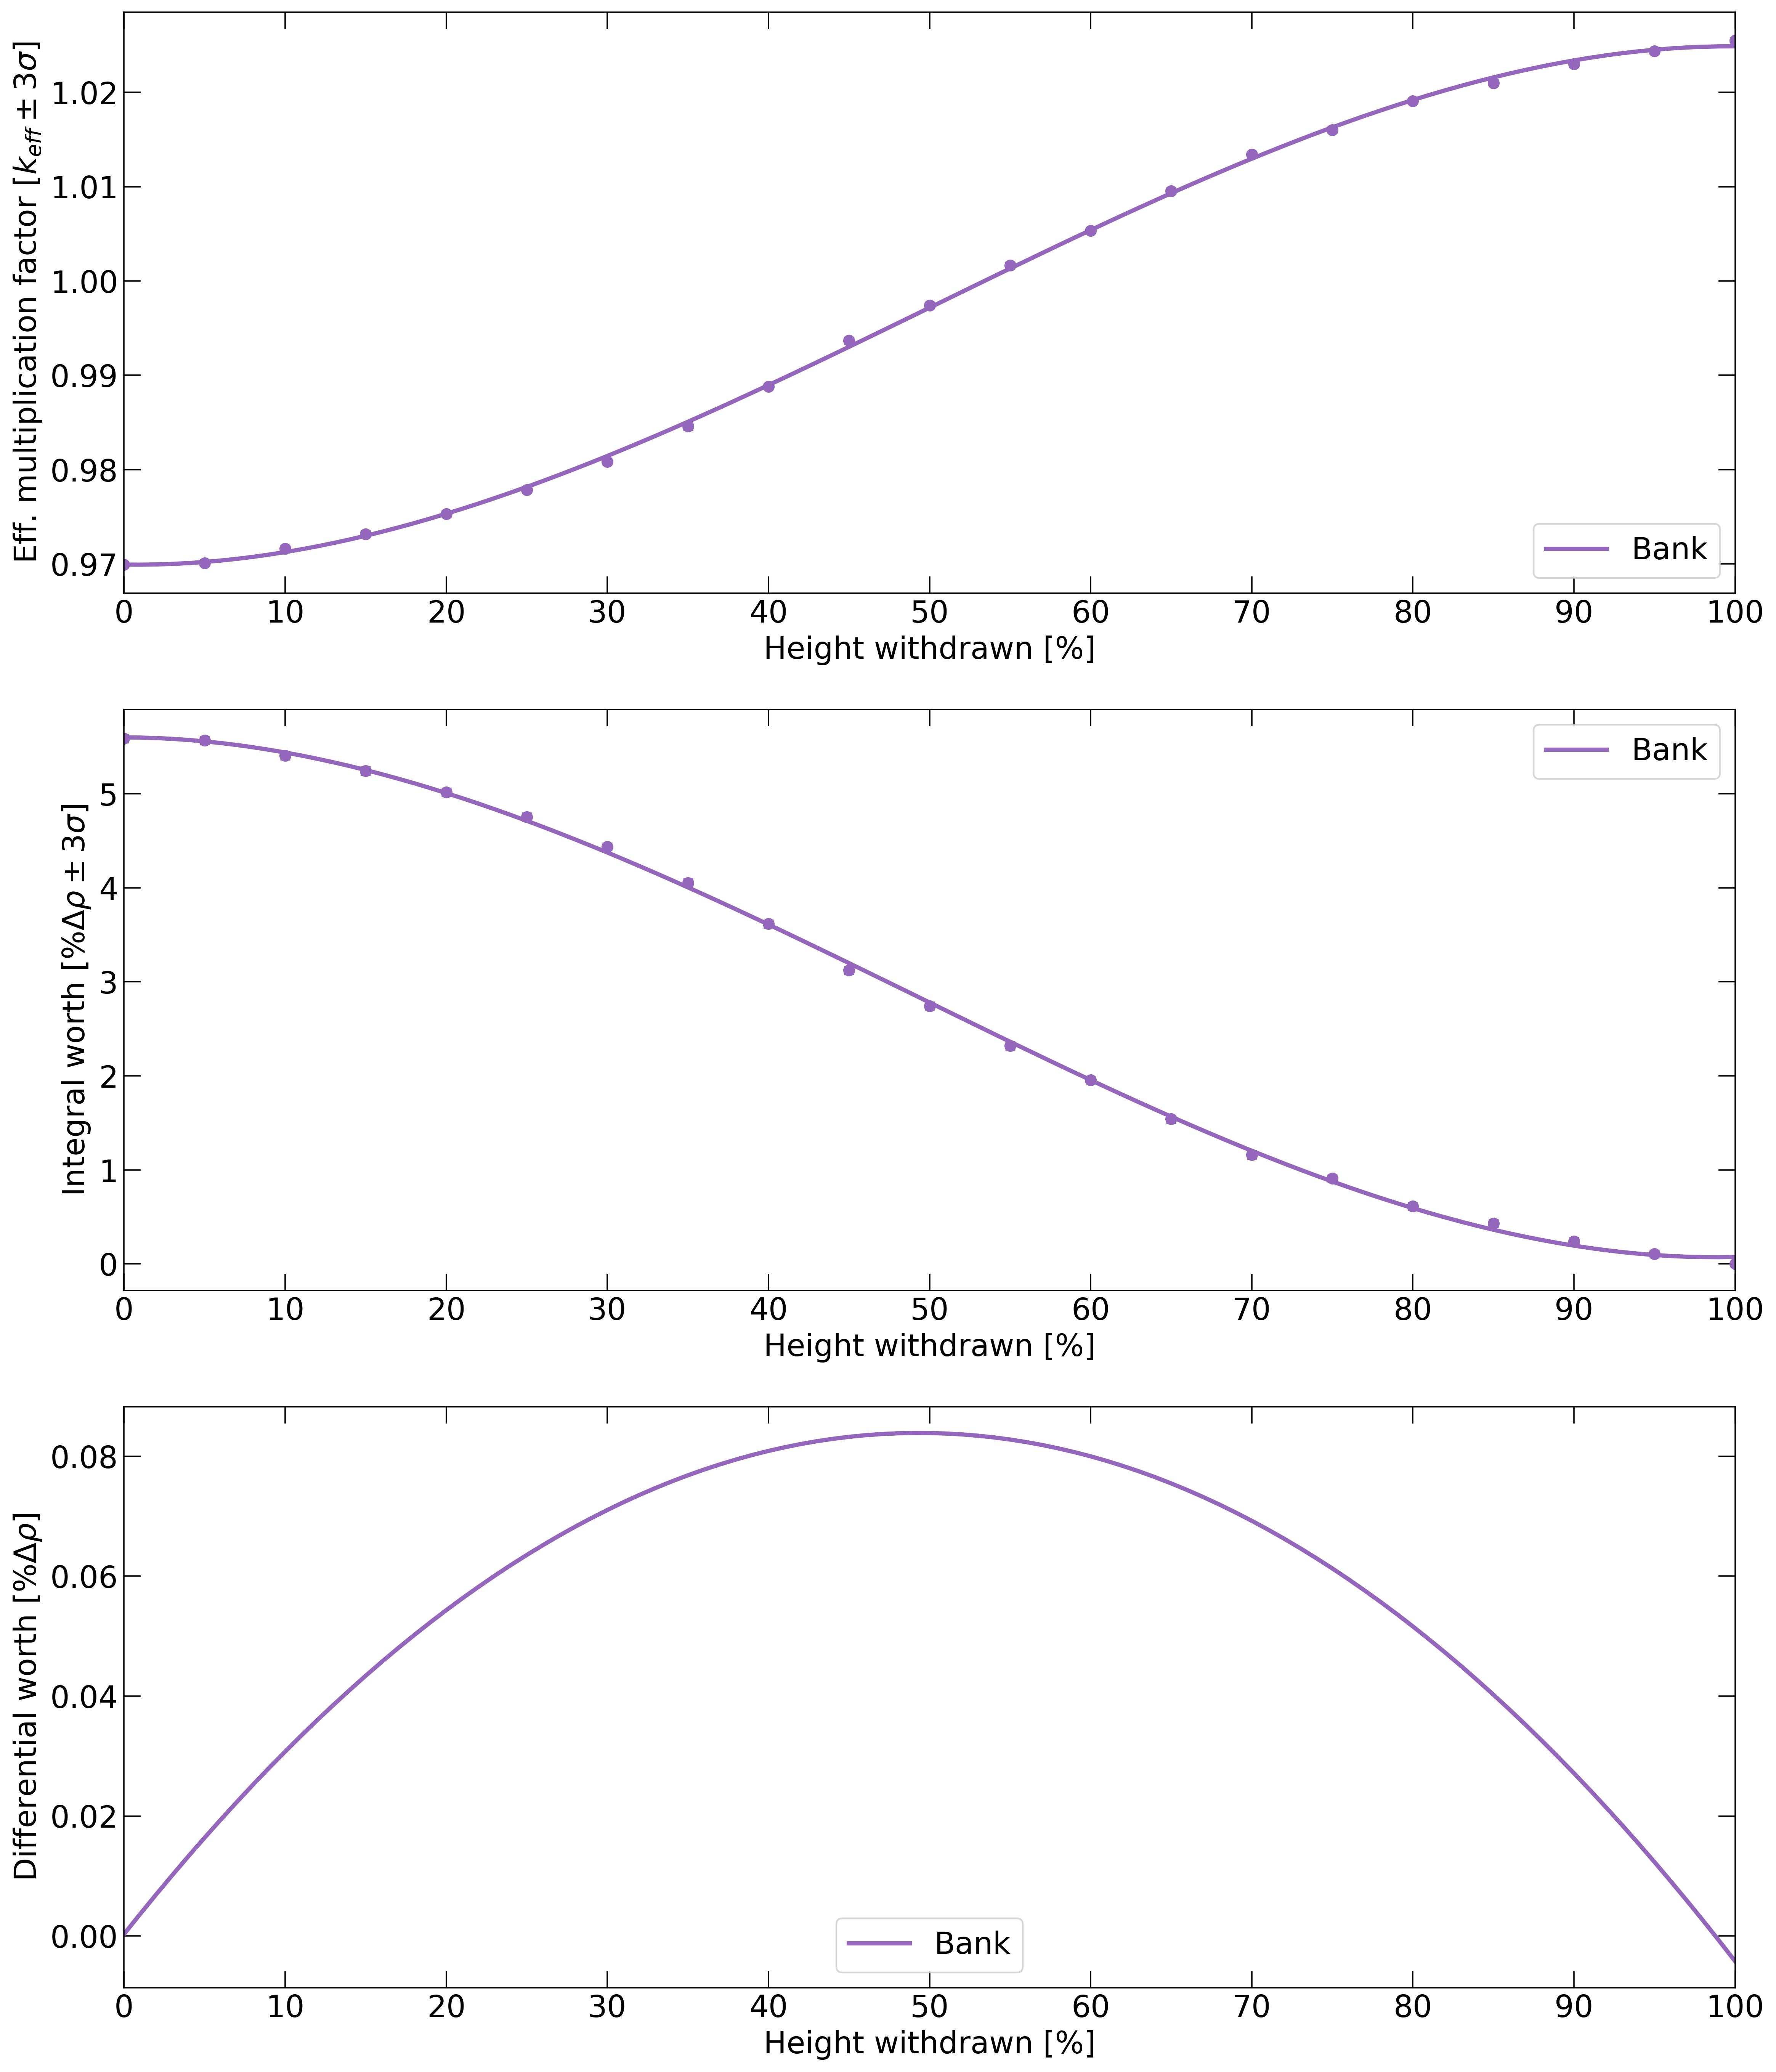 Eff. multiplication factor [k_eff ± 3σ]
1.02
1.01
1.00
0.99
0.98
0.97
Bank
0 10 20 30 40 50 60 70 80 90 100
Height withdrawn [%]
Integral worth [%Δρ ± 3σ]
5
4
3
2
1
0
Bank
0 10 20 30 40 50 60 70 80 90 100
Height withdrawn [%]
Differential worth [%Δρ]
0.08
0.06
0.04
0.02
0.00
Bank
0 10 20 30 40 50 60 70 80 90 100
Height withdrawn [%]